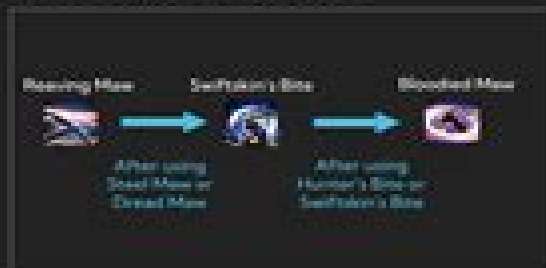 Reaving Maw
Swiftskin's Bite
Bloodied Maw
After using
Steel Maw or
Dread Maw
After using
Hunter's Bite or
Swiftskin's Bite